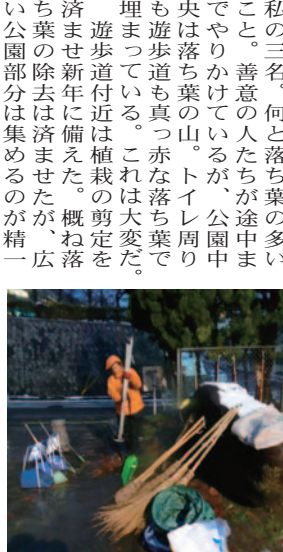 私の三名。何と落ち葉の多い
こと。善意の人たちが途中ま
でやりかけているが、公園中
央は落ち葉の山。トイレ周り
も遊歩道も真っ赤な落ち葉で
埋まっている。これは大変だ。
遊歩道付近は植栽の剪定を
済ませ新年に備えた。概ね落
ち葉の除去は済ませたが、広
い公園部分は集めるのが精一